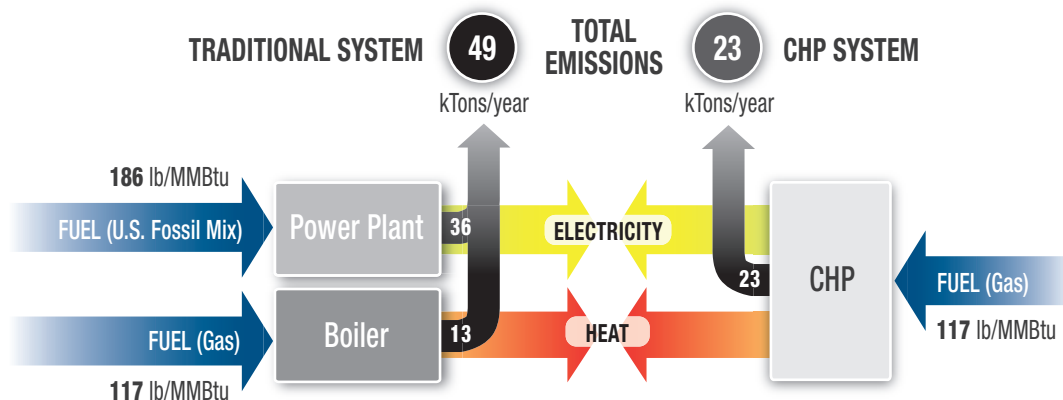 TRADITIONAL SYSTEM
49
kTons/year
TOTAL
EMISSIONS
23
kTons/year
CHP SYSTEM
186 lb/MMBtu
FUEL (U.S. Fossil Mix)
Power Plant
36
ELECTRICITY
FUEL (Gas)
117 lb/MMBtu
Boiler
13
HEAT
23
CHP
FUEL (Gas)
117 lb/MMBtu